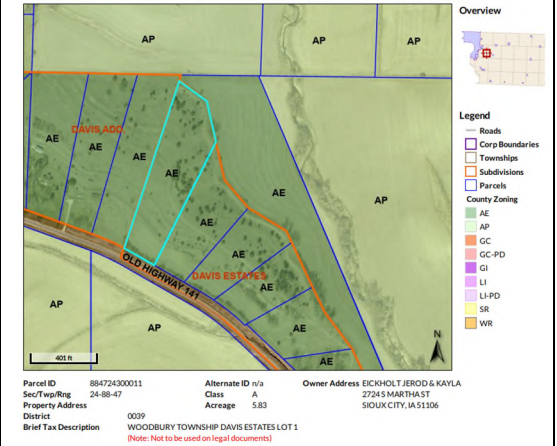 AP
AP
AP
DAVIS ADD
AE
AE
AE
AE
AE
AP
AE
AE
AE
DAVIS ESTATES
AE
AE
OLD HIGHWAY 141
AP
AP
401 ft
N
Overview
Legend
Roads
Corp Boundaries
Townships
Subdivisions
Parcels
County Zoning
AE
AP
GC
GC-PD
GI
LI
LI-PD
SR
WR
Parcel ID 884724300011 Alternate ID n/a Owner Address EICKHOLT JEROD & KAYLA
Sec/Twp/Rng 24-88-47 Class A 2724 S MARTHA ST
Property Address Acreage 5.83 SIOUX CITY, IA 51106
District 0039
Brief Tax Description WOODBURY TOWNSHIP DAVIS ESTATES LOT 1
(Note: Not to be used on legal documents)